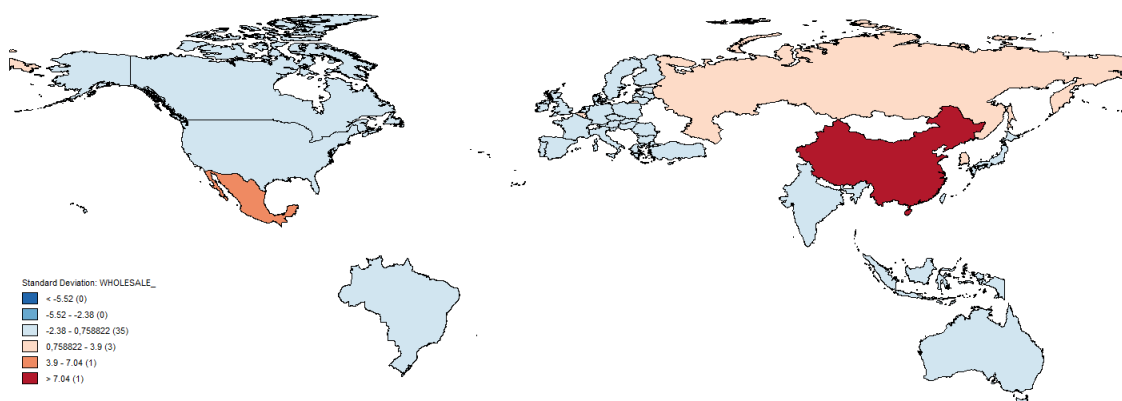 Standard Deviation: WHOLESALE_
< -5.52 (0)
-5.52 - -2.38 (0)
-2.38 - 0,758822 (35)
0,758822 - 3.9 (3)
3.9 - 7.04 (1)
> 7.04 (1)